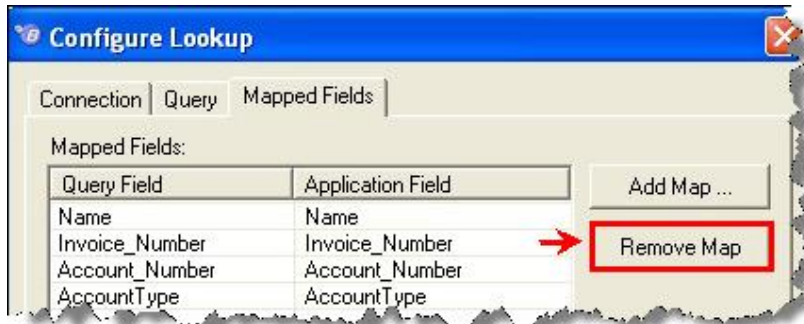 Configure Lookup
Connection Query Mapped Fields
Mapped Fields:
Query Field Application Field Add Map ...
Name Name
Invoice_Number Invoice_Number Remove Map
Account_Number Account_Number
AccountType AccountType